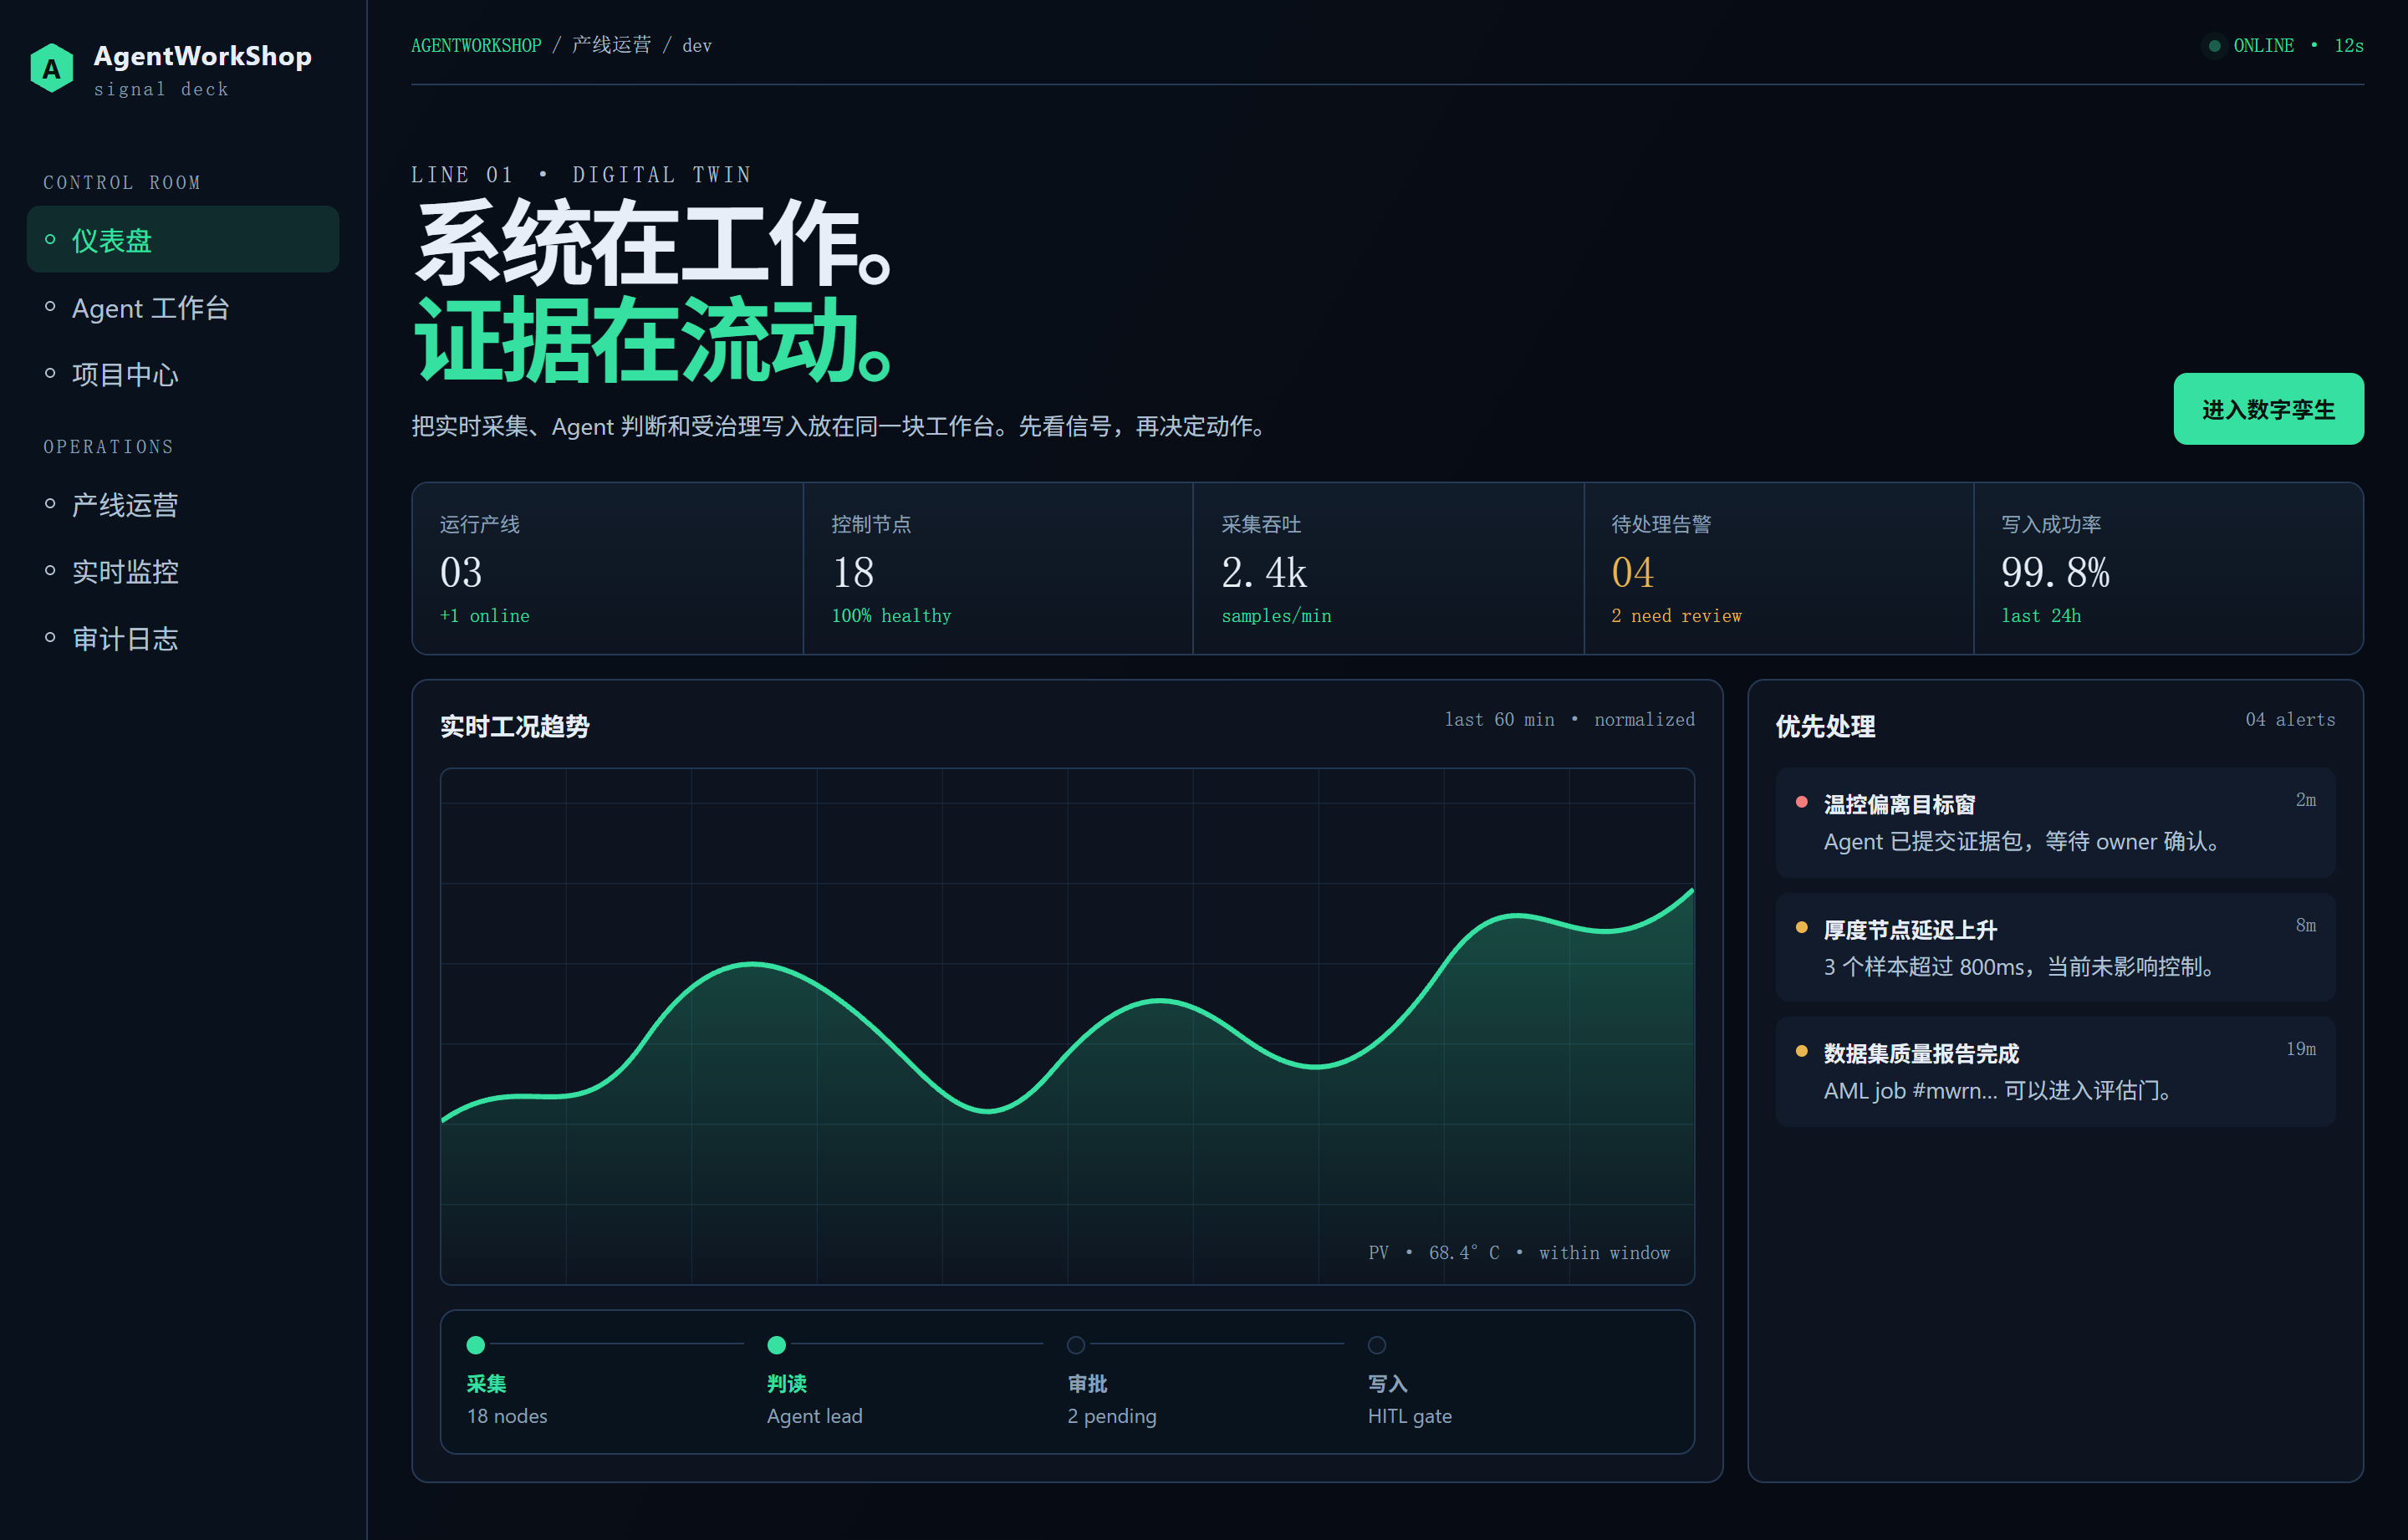 A
AgentWorkShop
signal deck
CONTROL ROOM
仪表盘
Agent 工作台
项目中心
OPERATIONS
产线运营
实时监控
审计日志
AGENTWORKSHOP / 产线运营 / dev
ONLINE • 12s
LINE 01 • DIGITAL TWIN
系统在工作。
证据在流动。
把实时采集、Agent 判断和受治理写入放在同一块工作台。先看信号，再决定动作。
进入数字孪生
运行产线
03
+1 online
控制节点
18
100% healthy
采集吞吐
2.4k
samples/min
待处理告警
04
2 need review
写入成功率
99.8%
last 24h
实时工况趋势
last 60 min • normalized
PV • 68.4°C • within window
采集
18 nodes
判读
Agent lead
审批
2 pending
写入
HITL gate
优先处理
04 alerts
温控偏离目标窗
2m
Agent 已提交证据包，等待 owner 确认。
厚度节点延迟上升
8m
3 个样本超过 800ms，当前未影响控制。
数据集质量报告完成
19m
AML job #mwrn... 可以进入评估门。